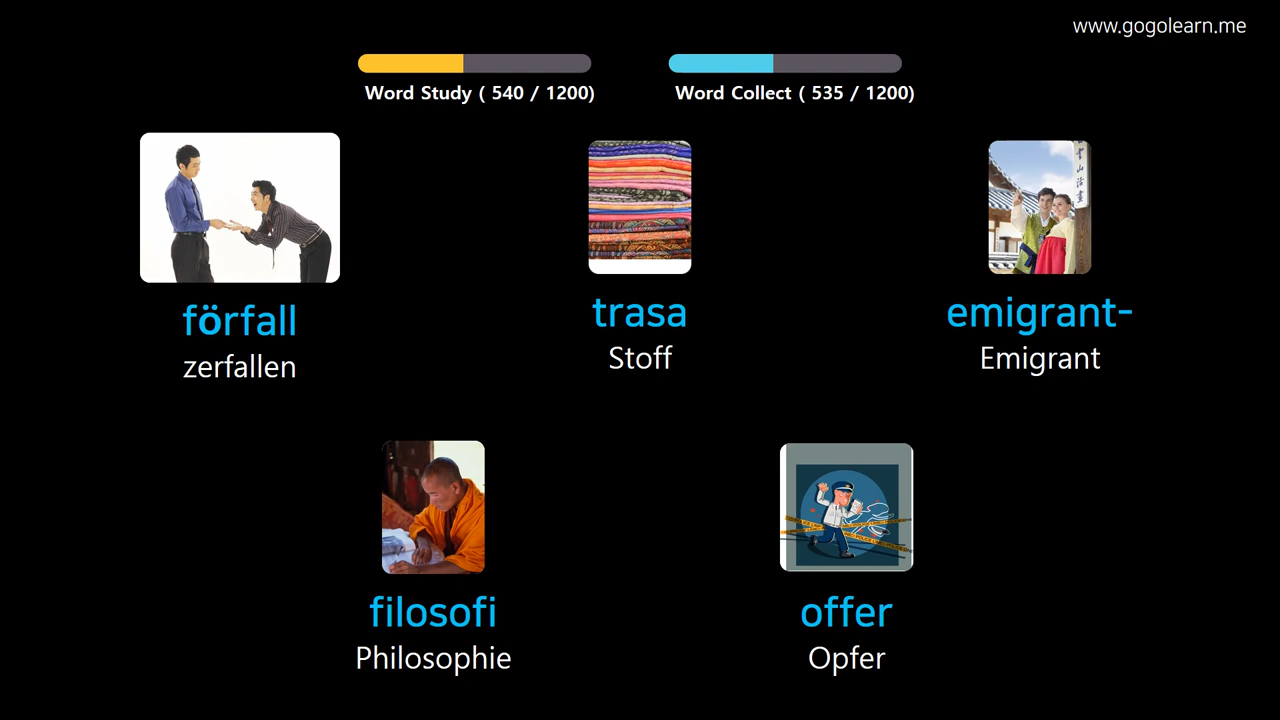 www.gogolearn.me
Word Study ( 540 / 1200)
Word Collect ( 535 / 1200)
förfall
zerfallen
trasa
Stoff
emigrant-
Emigrant
filosofi
Philosophie
offer
Opfer